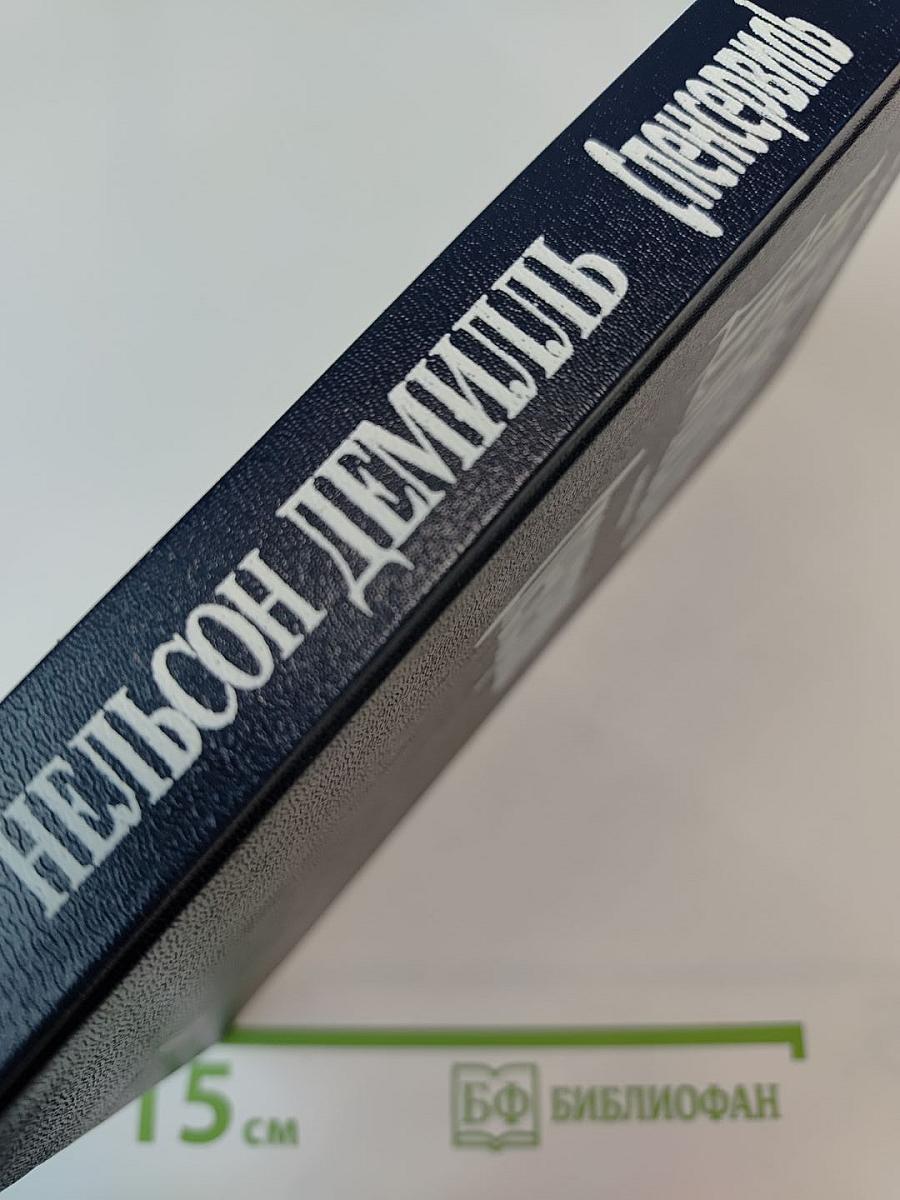 НЕЛЬСОН ДЕМИЛЛЬ Спенсервиль
15 см
БФ БИБЛИОФАН